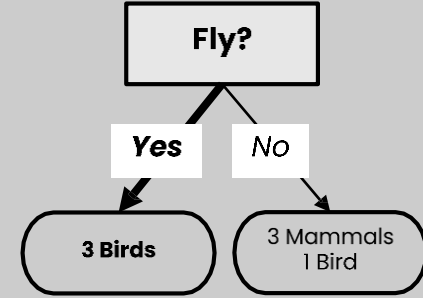 Fly?
Yes
No
3 Birds
3 Mammals
1 Bird